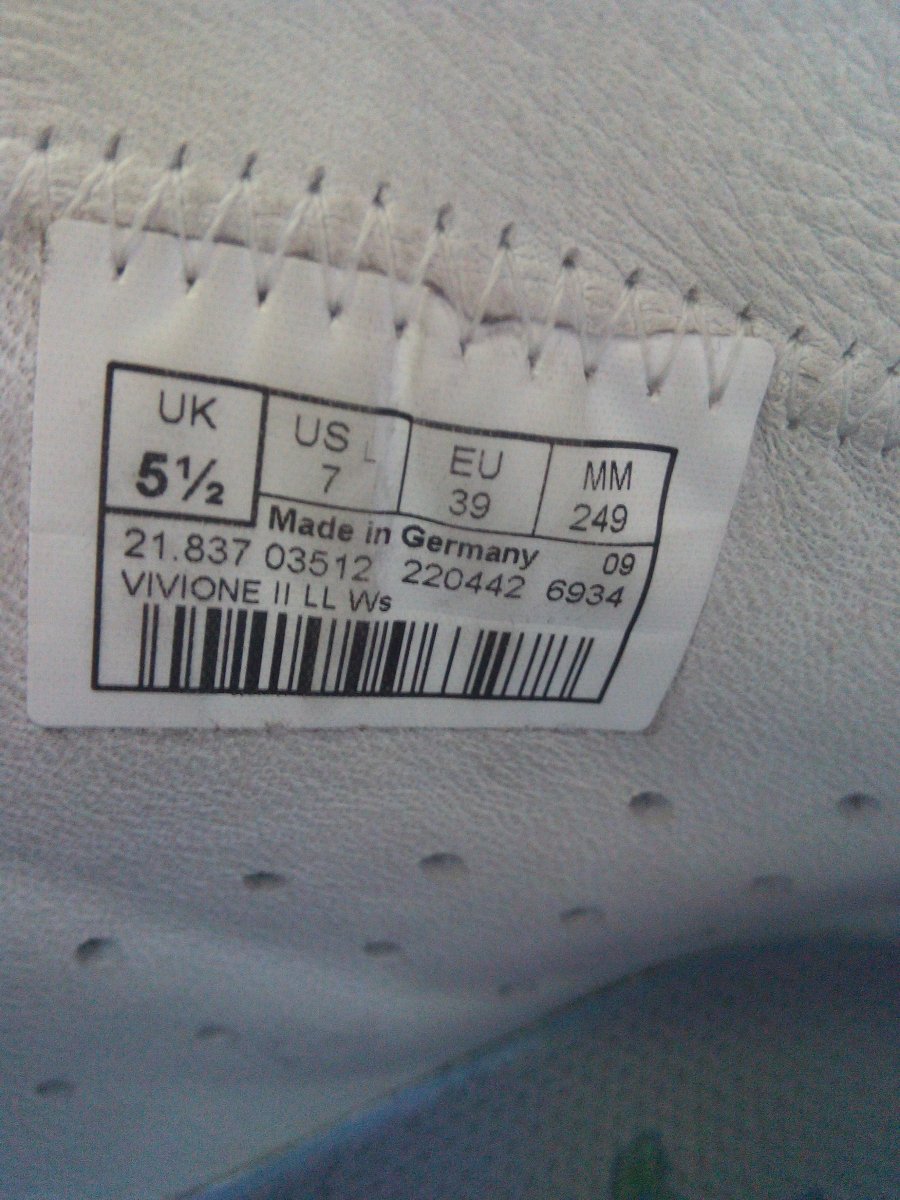 UK US L EU MM
5½ 7 39 249
Made in Germany 09
21.837 03512 220442 6934
VIVIONE II LL Ws